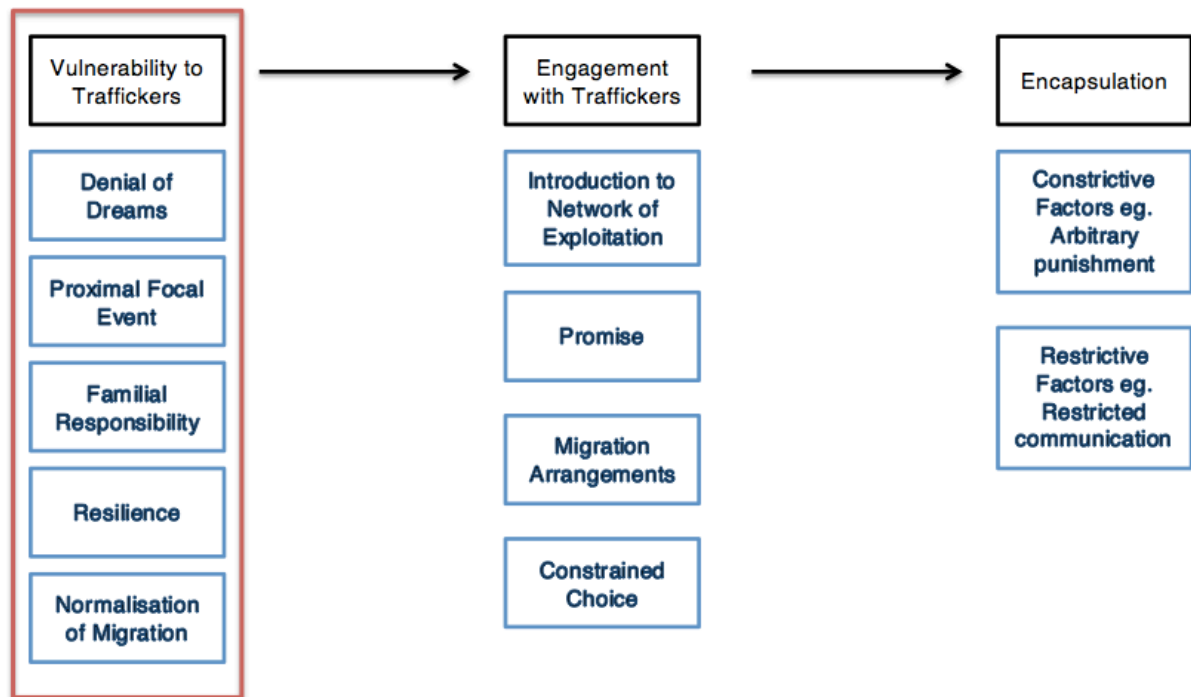 Vulnerability to
Traffickers
Denial of
Dreams
Proximal Focal
Event
Familial
Responsibility
Resilience
Normalisation
of Migration
Engagement
with Traffickers
Introduction to
Network of
Exploitation
Promise
Migration
Arrangements
Constrained
Choice
Encapsulation
Constrictive
Factors eg.
Arbitrary
punishment
Restrictive
Factors eg.
Restricted
communication